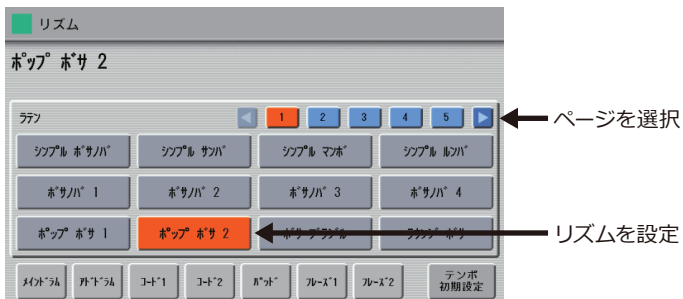 リズム
ポップ ボサ 2
ラテン
1 2 3 4 5
ページを選択
シンプル ボサノバ シンプル サンバ シンプル マンボ シンプル ルンバ
ボサノバ 1 ボサノバ 2 ボサノバ 3 ボサノバ 4
ポップ ボサ 1 ポップ ボサ 2
リズムを設定
メインドラム アドドラム コード1 コード2 パッド フレーズ1 フレーズ2 テンポ
初期設定